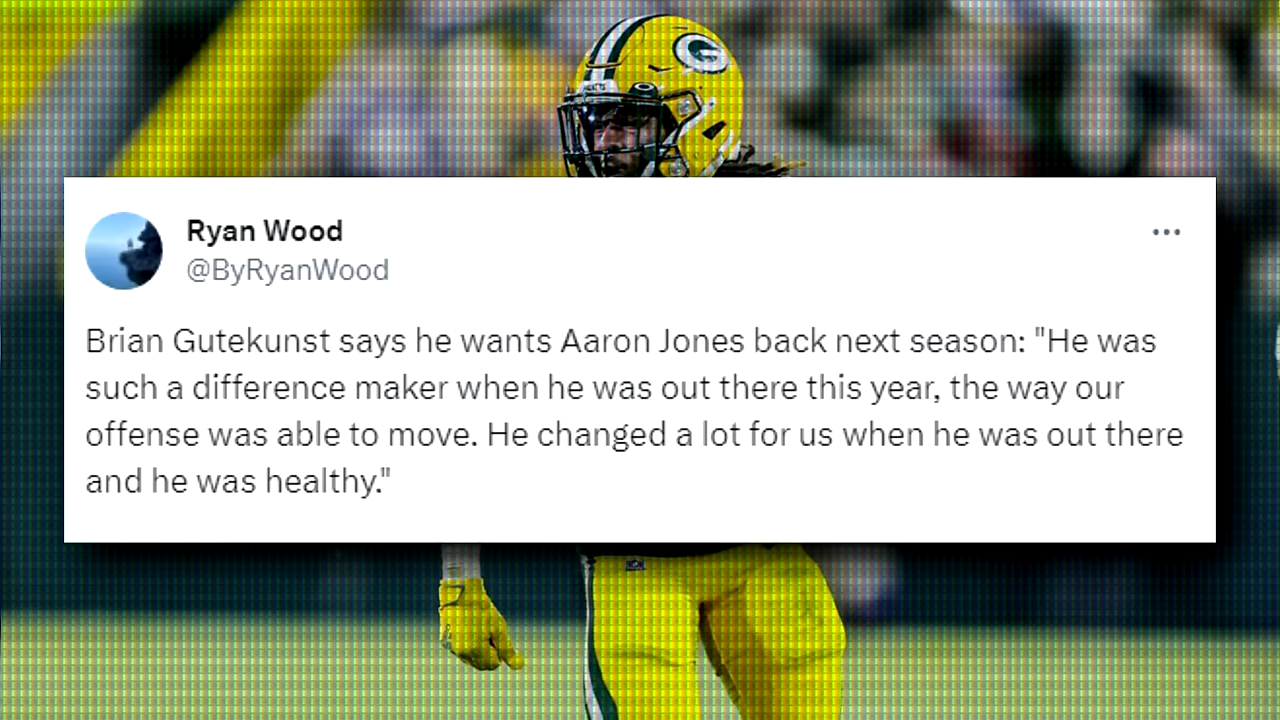 Ryan Wood
@ByRyanWood
Brian Gutekunst says he wants Aaron Jones back next season: "He was
such a difference maker when he was out there this year, the way our
offense was able to move. He changed a lot for us when he was out there
and he was healthy."